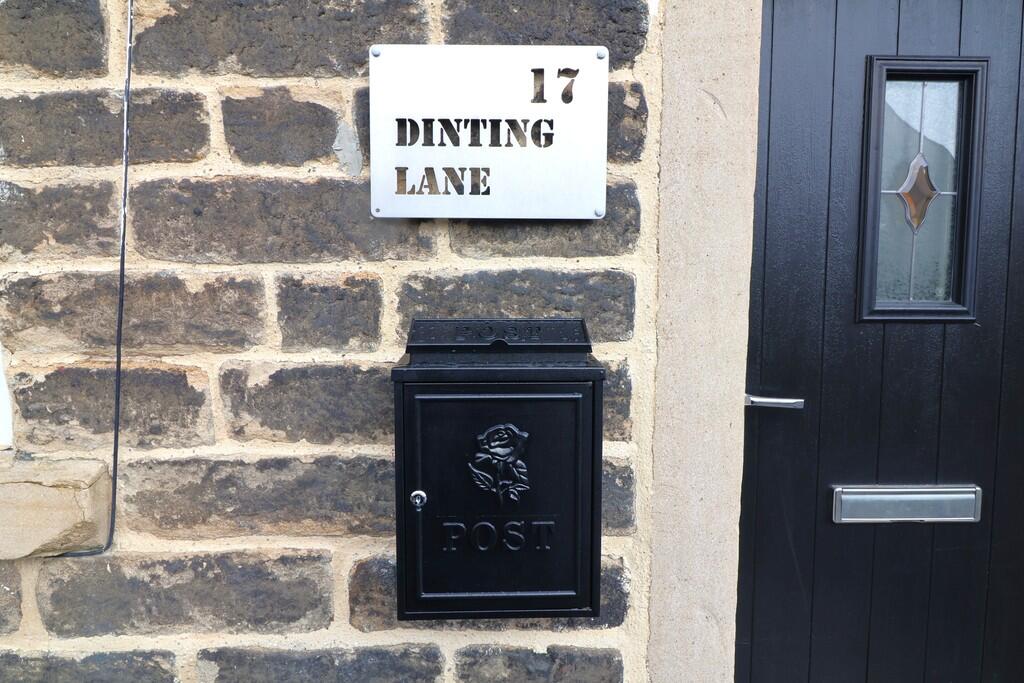 17
DINTING
LANE
POST
POST